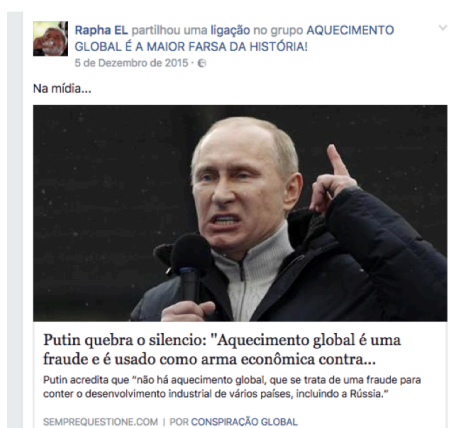 Rapha EL partilhou uma ligação no grupo AQUECIMENTO
GLOBAL É A MAIOR FARSA DA HISTÓRIA!
5 de Dezembro de 2015 ·
Na mídia...
Putin quebra o silencio: "Aquecimento global é uma
fraude e é usado como arma econômica contra...
Putin acredita que “não há aquecimento global, que se trata de uma fraude para
conter o desenvolvimento industrial de vários países, incluindo a Rússia.”
SEMPREQUESTIONE.COM | POR CONSPIRAÇÃO GLOBAL